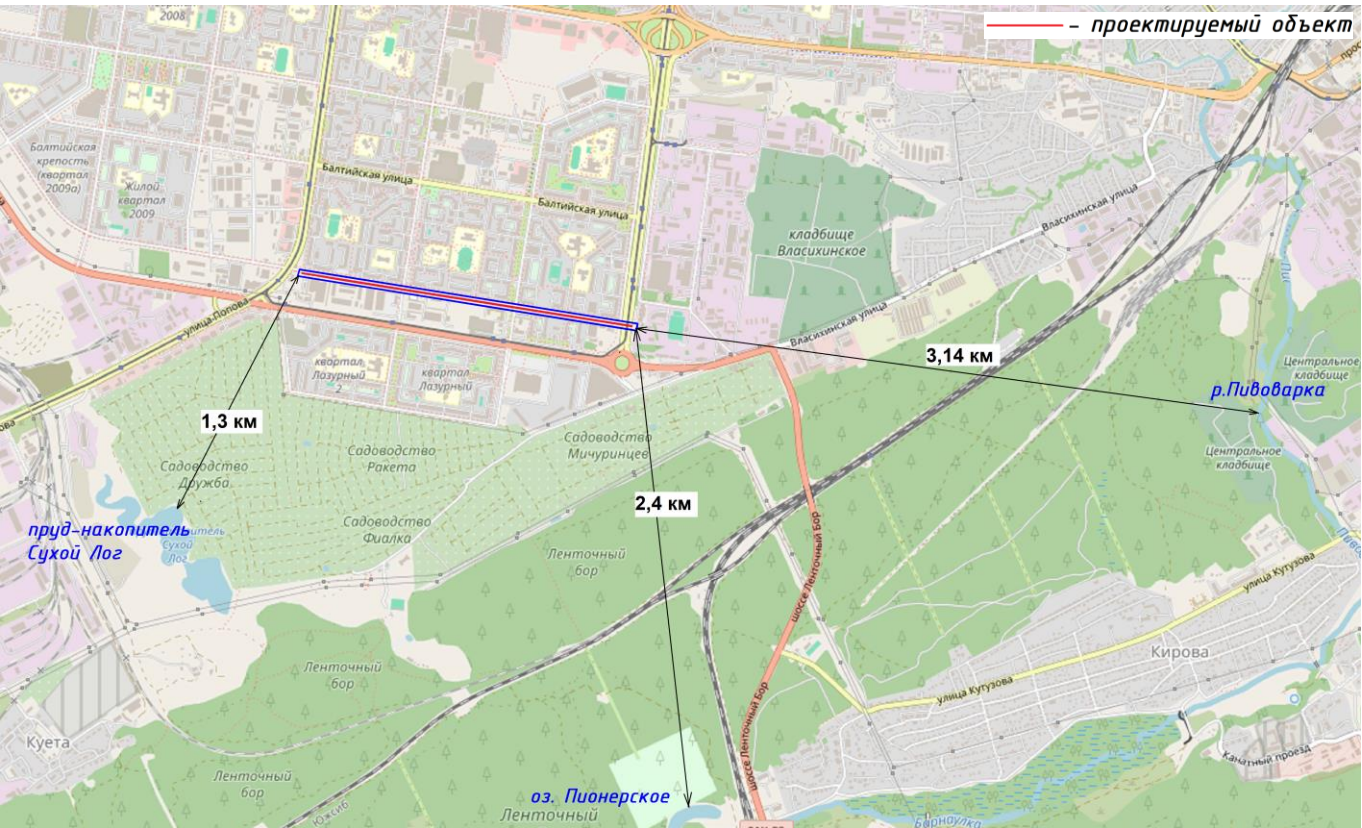 2008
– проектируемый объект
Балтийская
крепость
(квартал
2009а)
Жилой
квартал
2009
Балтийская улица
Балтийская улица
кладбище
Власихинское
Власихинская улица
Власихинская улица
улица Попова
квартал
Лазурный
2
квартал
Лазурный
3,14 км
Центральное
кладбище
р.Пивоварка
1,3 км
Садоводство
Мичуринцев
Садоводство
Ракета
Садоводство
Дружба
Центральное
кладбище
2,4 км
Садоводство
Фиалка
пруд-накопитель
Сухой Лог
Сухой
Лог
Ленточный
бор
шоссе Ленточный Бор
улица Кутузова
Кирова
Ленточный
бор
улица Кутузова
шоссе Ленточный Бор
Куета
Канатный проезд
Ленточный
бор
оз. Пионерское
Ленточный
Южсиб
Барнаулка